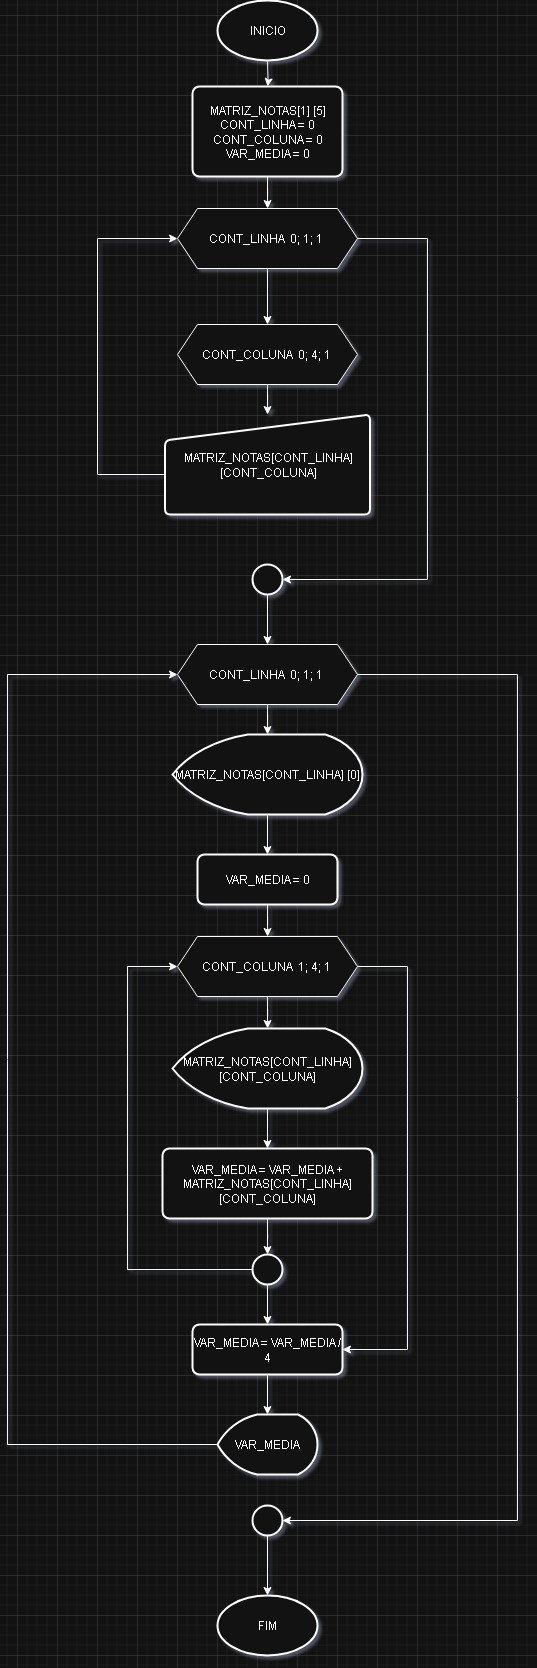 INICIO
MATRIZ_NOTAS[1] [5]
CONT_LINHA = 0
CONT_COLUNA = 0
VAR_MEDIA = 0
CONT_LINHA 0; 1; 1
CONT_COLUNA 0; 4; 1
MATRIZ_NOTAS[CONT_LINHA]
[CONT_COLUNA]
CONT_LINHA 0; 1; 1
MATRIZ_NOTAS[CONT_LINHA] [0]
VAR_MEDIA = 0
CONT_COLUNA 1; 4; 1
MATRIZ_NOTAS[CONT_LINHA]
[CONT_COLUNA]
VAR_MEDIA = VAR_MEDIA +
MATRIZ_NOTAS[CONT_LINHA]
[CONT_COLUNA]
VAR_MEDIA = VAR_MEDIA /
4
VAR_MEDIA
FIM